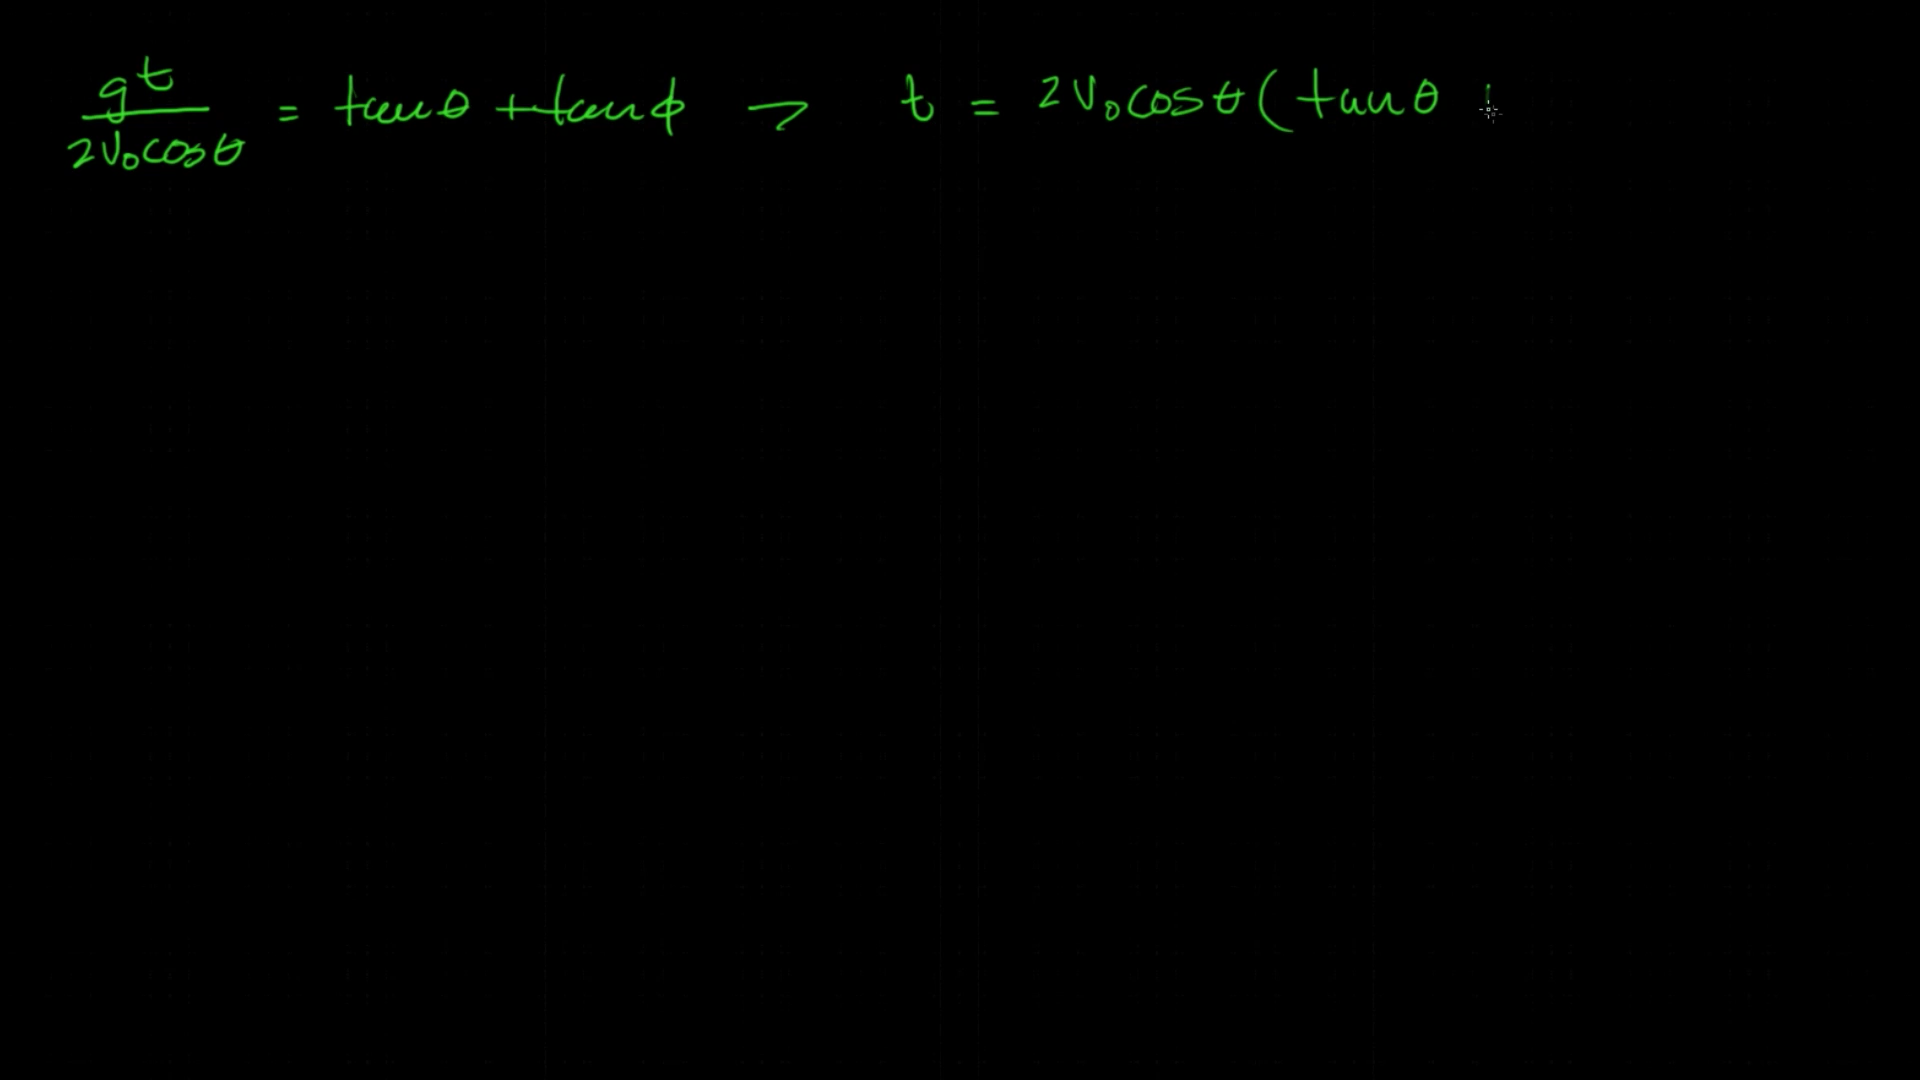 gt/2v₀cosθ = tanθ + tanϕ → t = 2v₀cosθ(tanθ